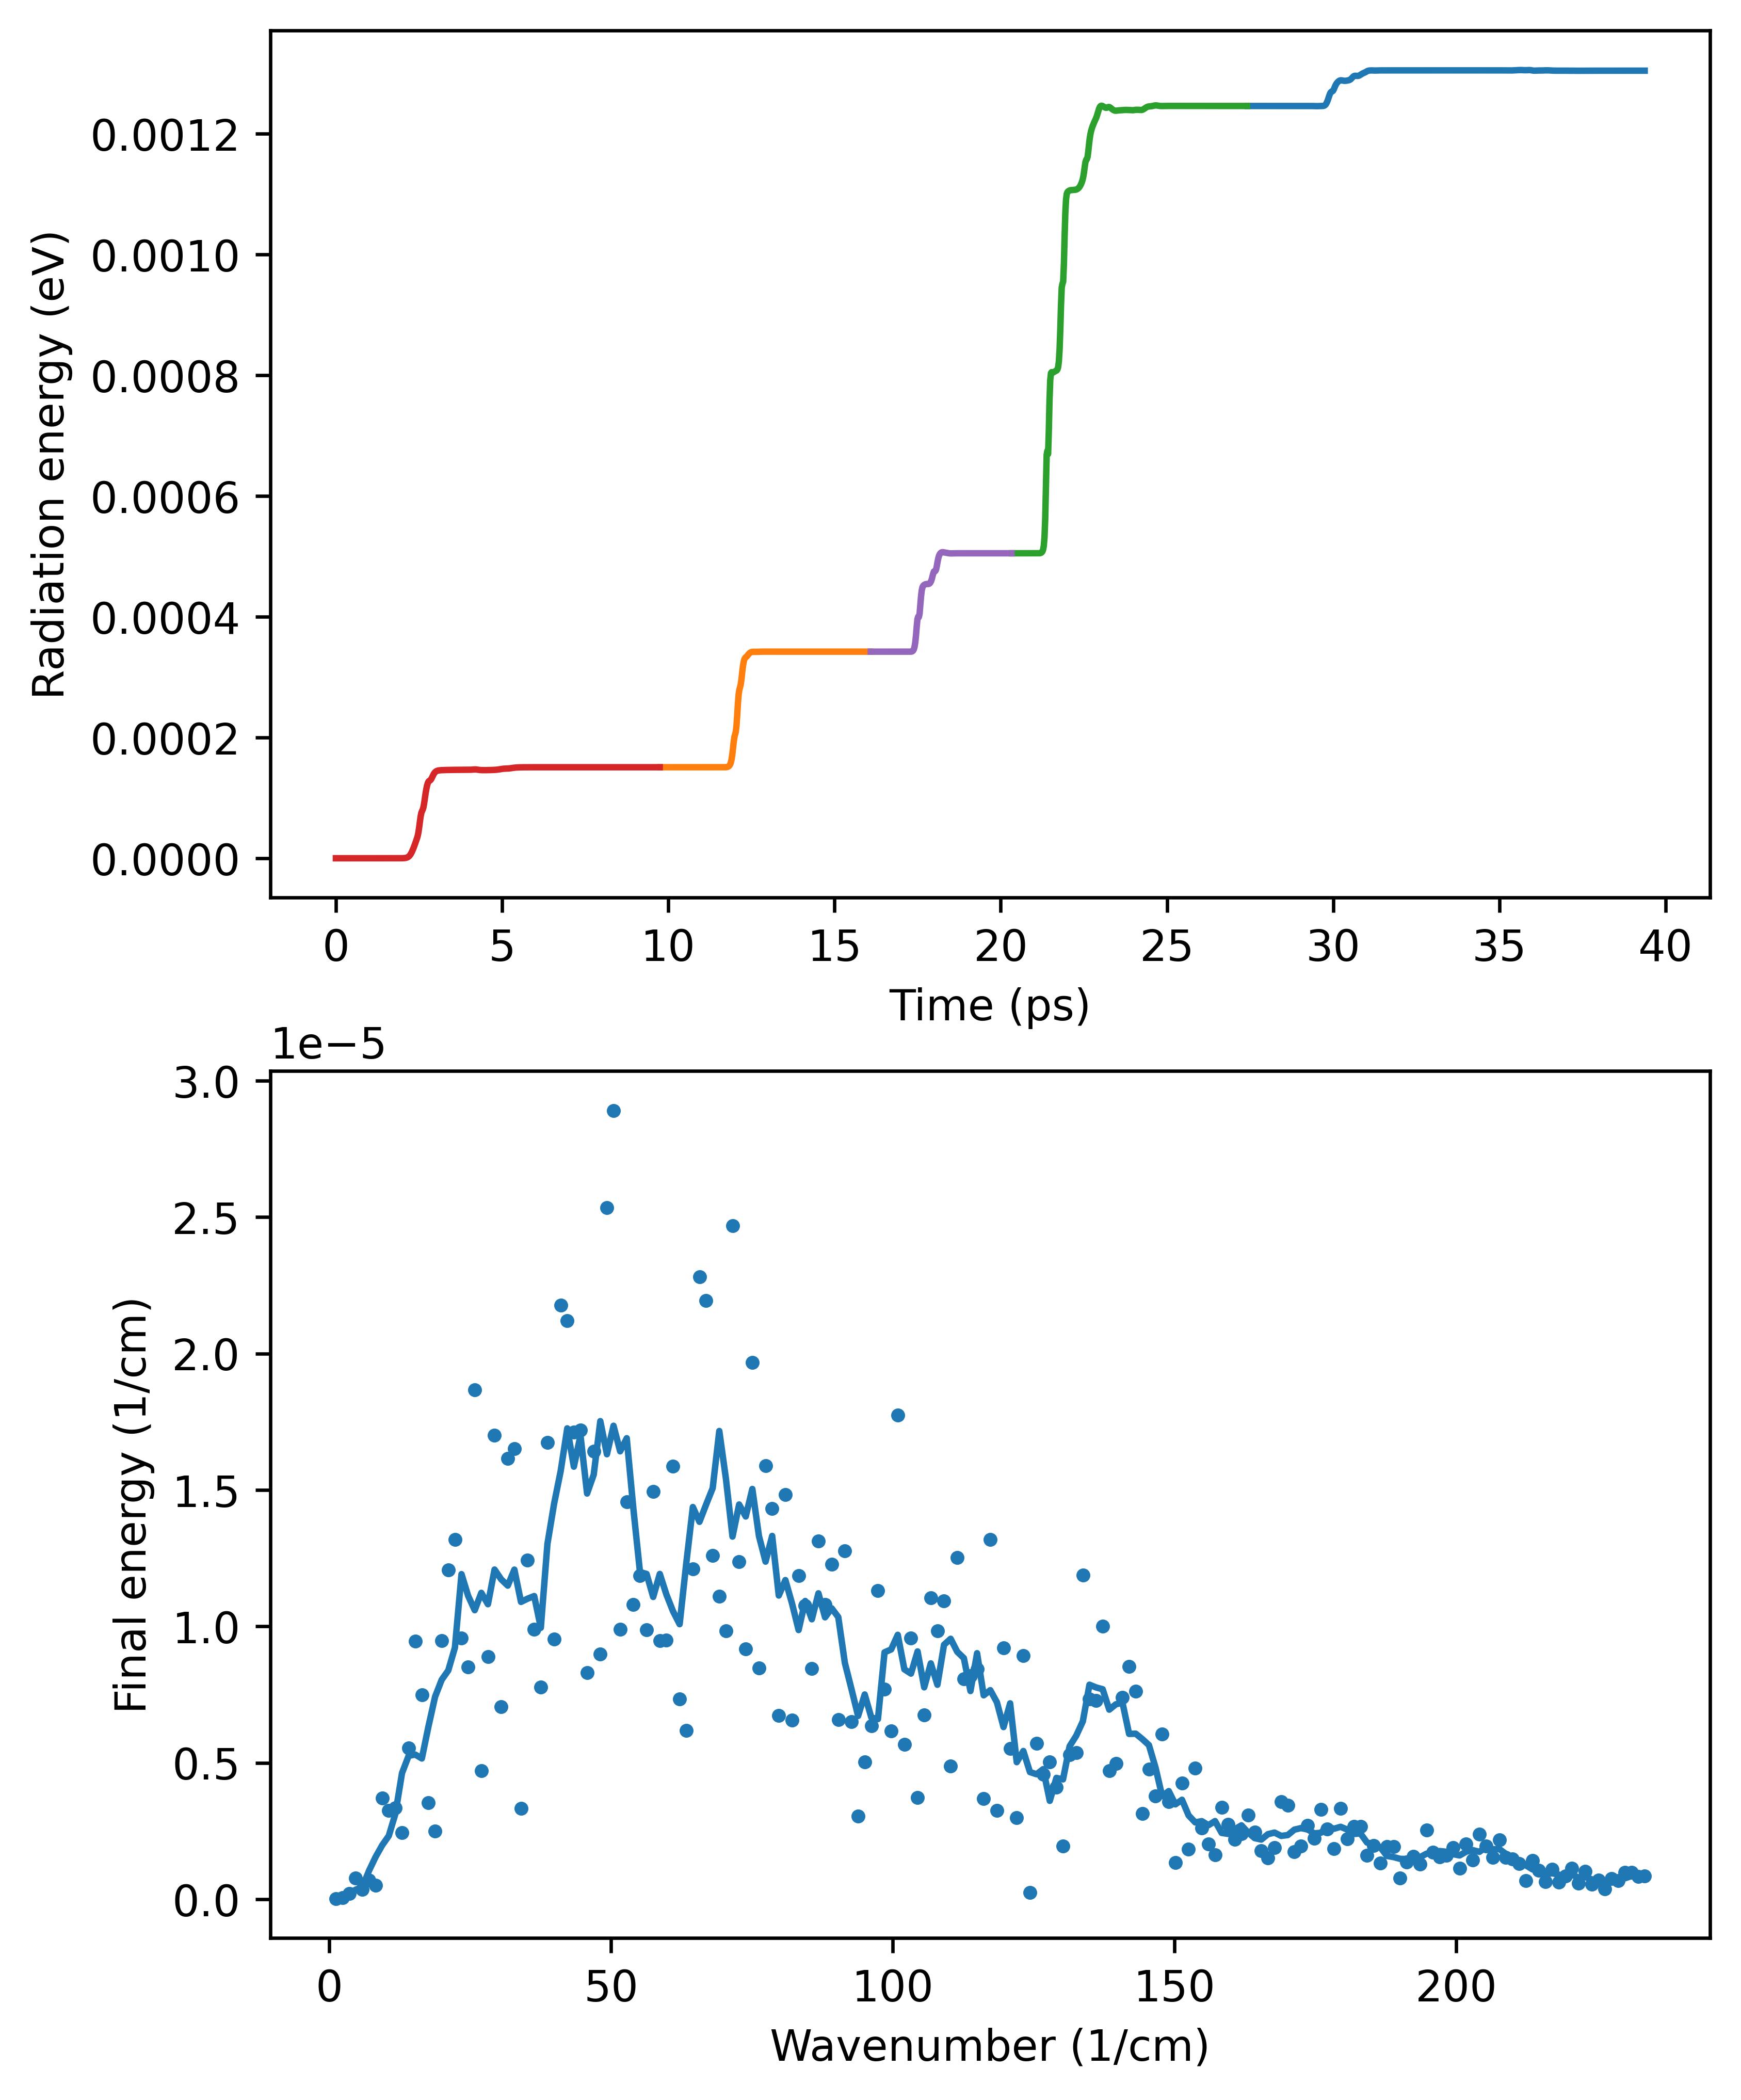 Radiation energy (eV)
0.0012
0.0010
0.0008
0.0006
0.0004
0.0002
0.0000
0 5 10 15 20 25 30 35 40
Time (ps)
1e−5
Final energy (1/cm)
3.0
2.5
2.0
1.5
1.0
0.5
0.0
0 50 100 150 200
Wavenumber (1/cm)